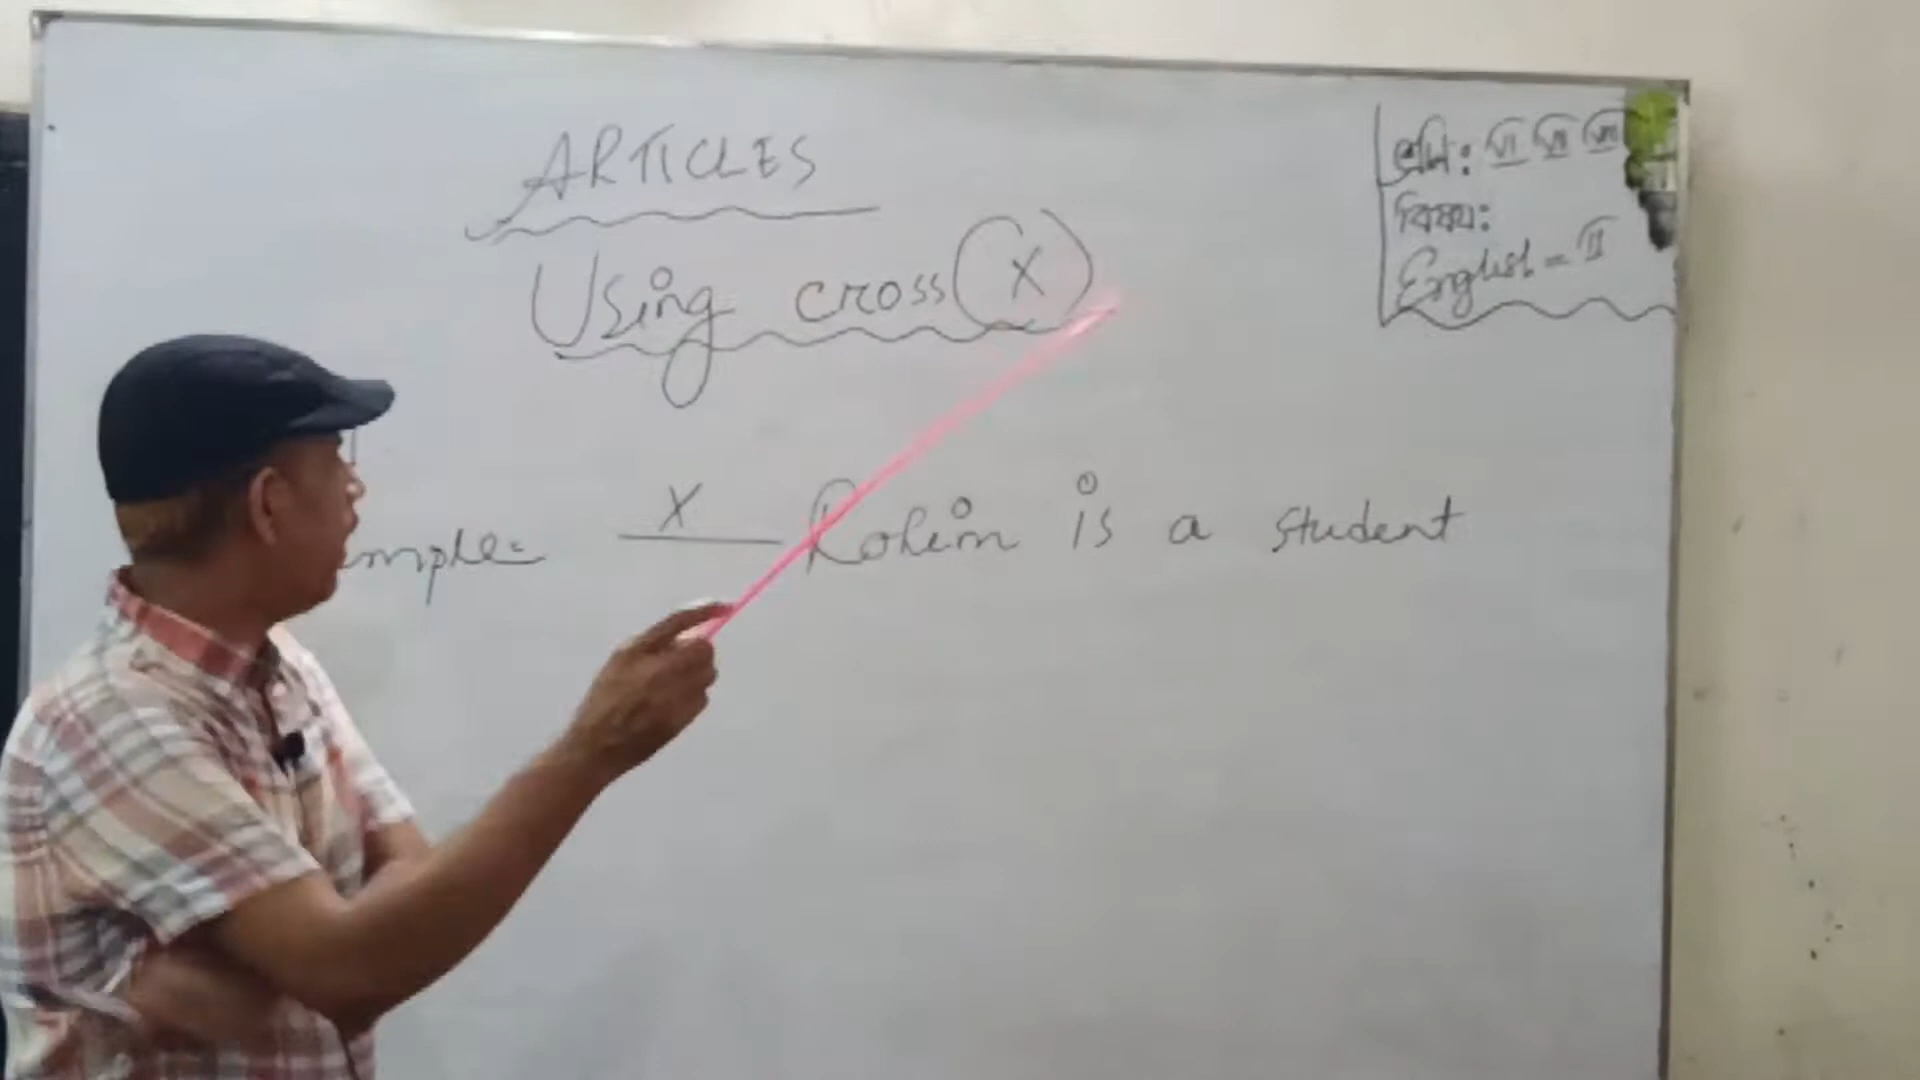 ARTICLES
Using cross (X)
mple= X Rohim is a student
শ্রেণি: VI VII VIII
বিষয়:
English = II